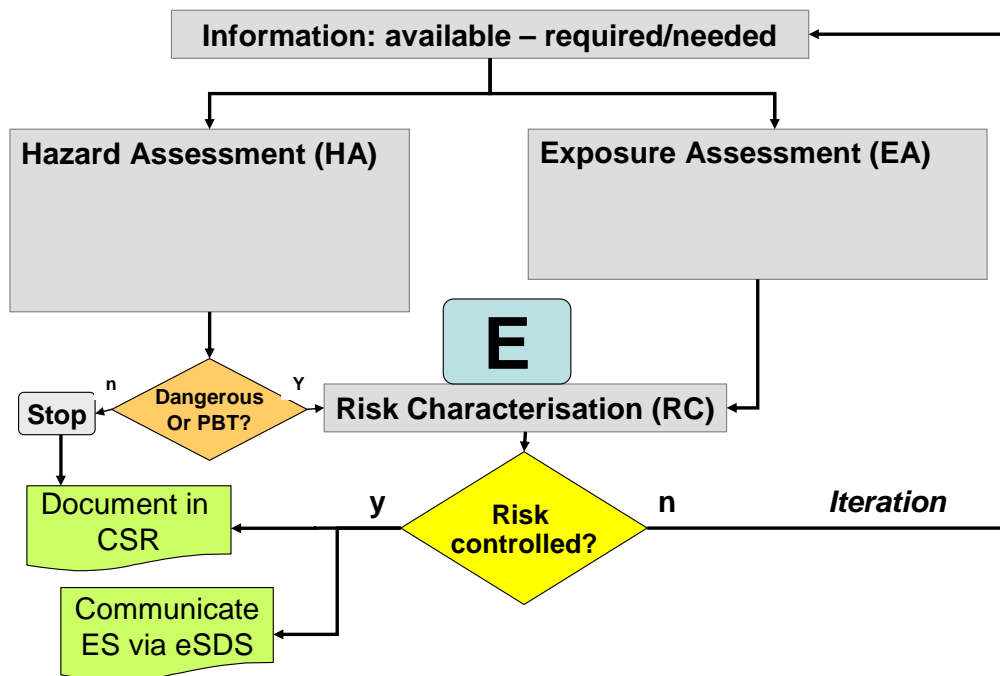 Information: available – required/needed
Hazard Assessment (HA)
Exposure Assessment (EA)
E
n
Y
Dangerous
Or PBT?
Stop
Risk Characterisation (RC)
Document in
CSR
y
Risk
controlled?
n
Iteration
Communicate
ES via eSDS